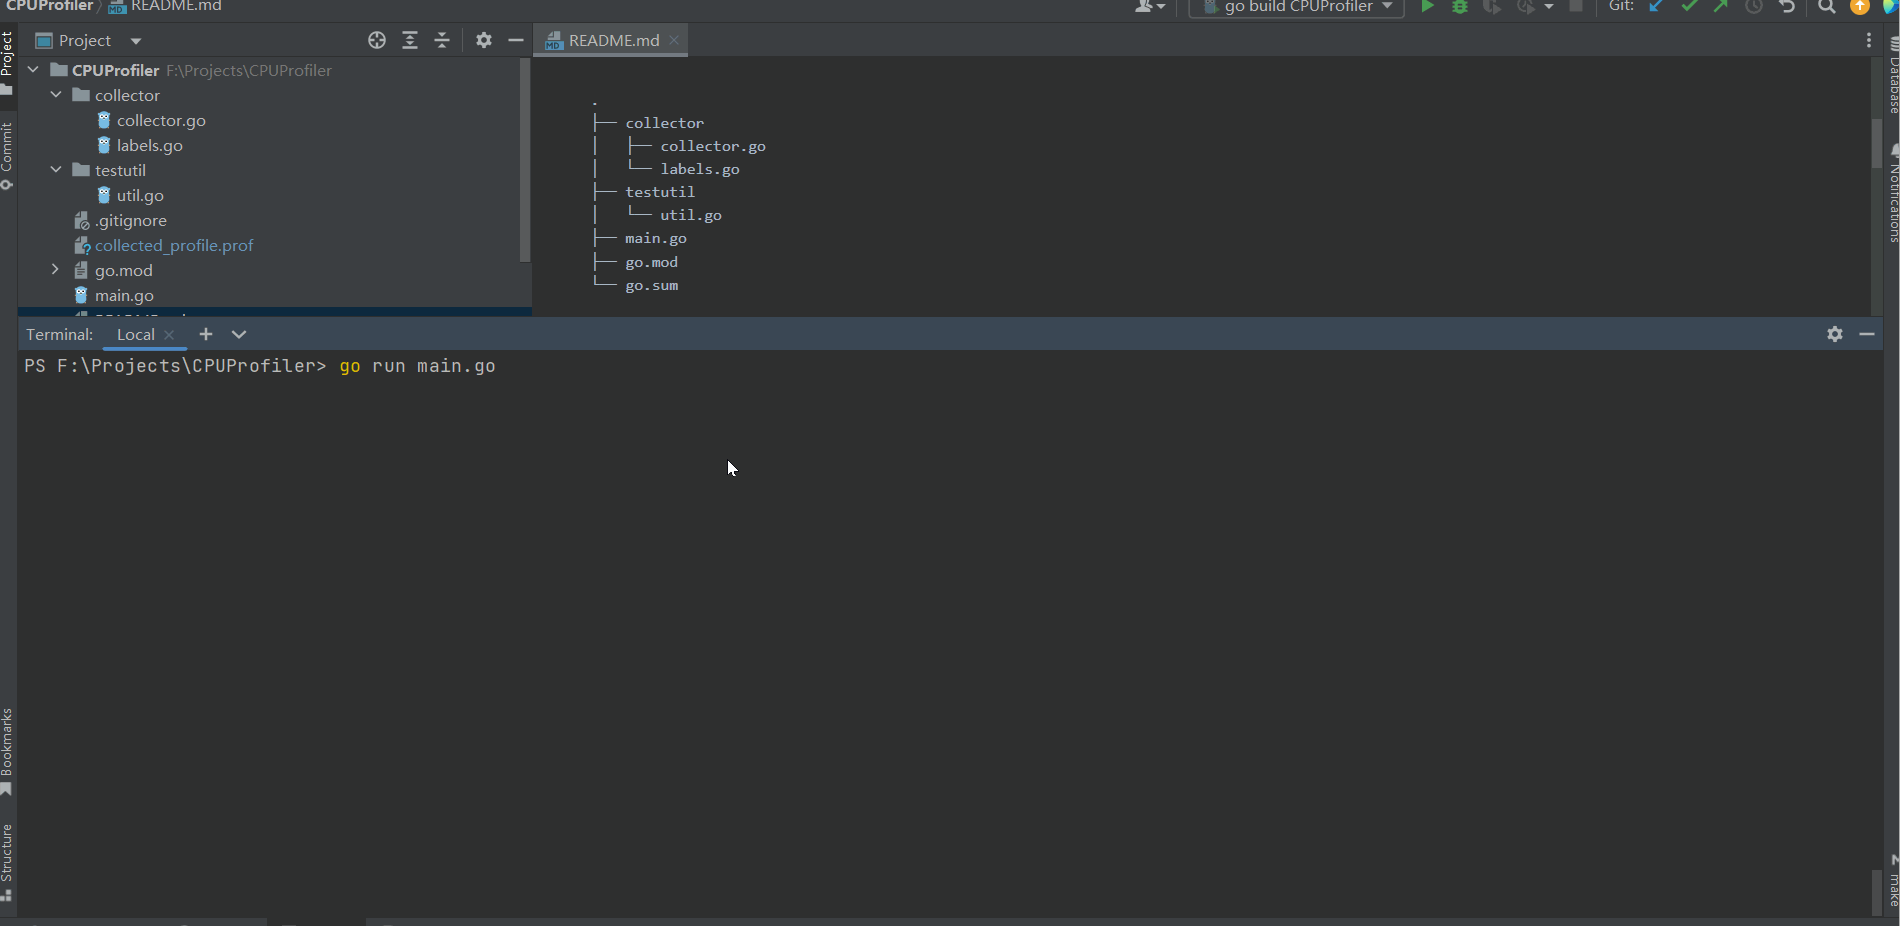 CPUProfiler
README.md
go build CPUProfiler
Git:
Project
README.md
CPUProfiler F:\Projects\CPUProfiler
collector
collector.go
labels.go
testutil
util.go
.gitignore
collected_profile.prof
go.mod
main.go
.
├── collector
│   ├── collector.go
│   └── labels.go
├── testutil
│   └── util.go
├── main.go
├── go.mod
└── go.sum
Project
Commit
Bookmarks
Structure
Database
Notifications
make
Terminal: Local
PS F:\Projects\CPUProfiler> go run main.go